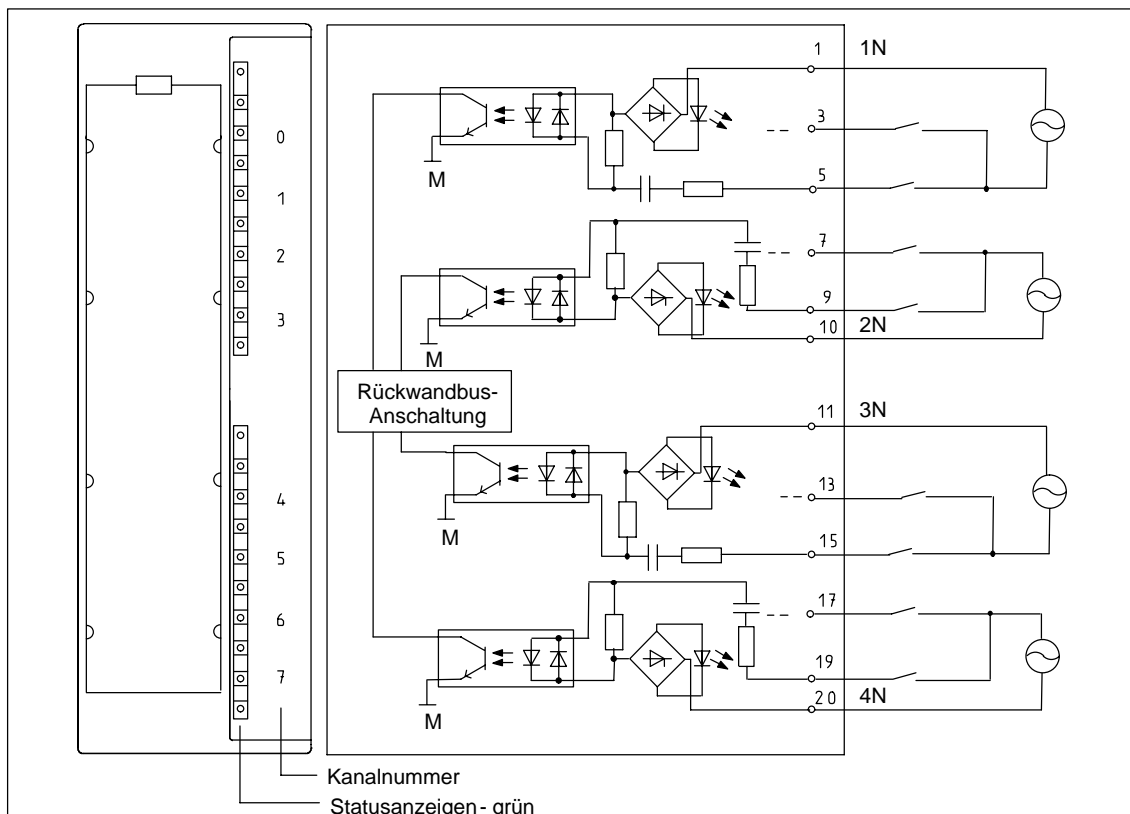 0
1
2
3
4
5
6
7
1 1N
3
5
M
7
9
10 2N
M
Rückwandbus-
Anschaltung
11 3N
13
15
M
17
19
20 4N
M
Kanalnummer
Statusanzeigen - grün